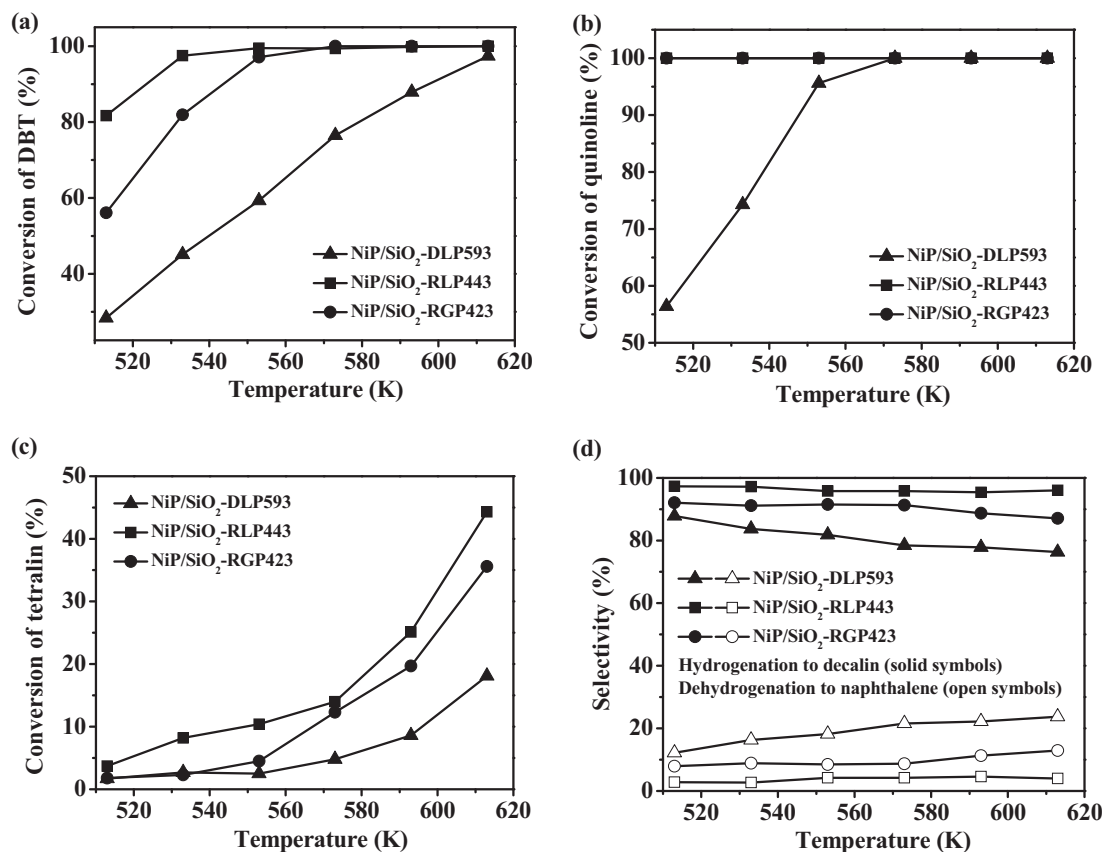 (a)
100
80
60
40
520 540 560 580 600 620
Conversion of DBT (%)
Temperature (K)
NiP/SiO₂-DLP593
NiP/SiO₂-RLP443
NiP/SiO₂-RGP423
(b)
100
90
80
70
60
50
520 540 560 580 600 620
Conversion of quinoline (%)
Temperature (K)
NiP/SiO₂-DLP593
NiP/SiO₂-RLP443
NiP/SiO₂-RGP423
(c)
50
40
30
20
10
0
520 540 560 580 600 620
Conversion of tetralin (%)
Temperature (K)
NiP/SiO₂-DLP593
NiP/SiO₂-RLP443
NiP/SiO₂-RGP423
(d)
100
80
60
40
20
0
520 540 560 580 600 620
Selectivity (%)
Temperature (K)
NiP/SiO₂-DLP593
NiP/SiO₂-RLP443
NiP/SiO₂-RGP423
Hydrogenation to decalin (solid symbols)
Dehydrogenation to naphthalene (open symbols)